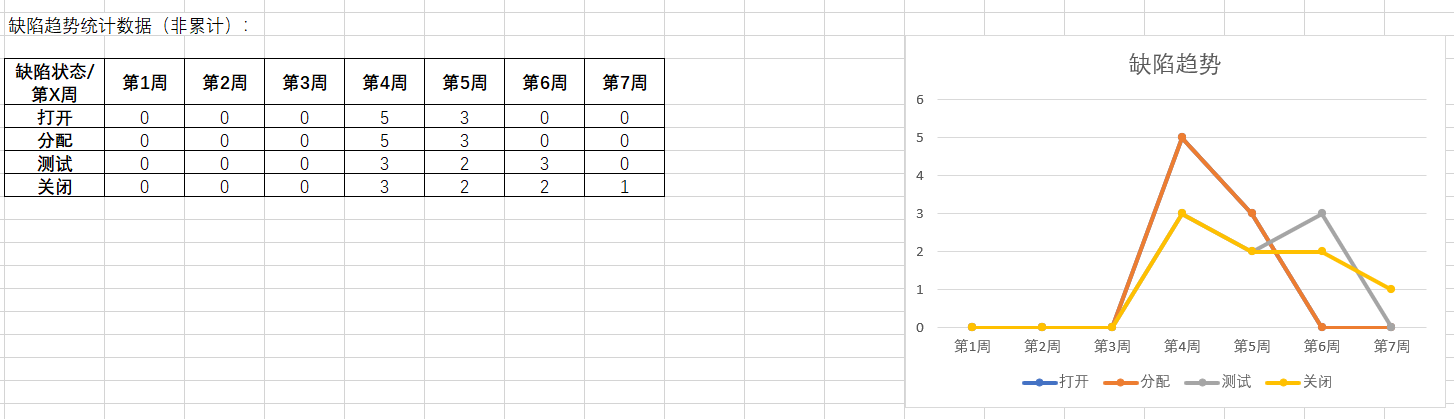 缺陷趋势统计数据（非累计）：
缺陷状态/
第X周 第1周 第2周 第3周 第4周 第5周 第6周 第7周
打开 0 0 0 5 3 0 0
分配 0 0 0 5 3 0 0
测试 0 0 0 3 2 3 0
关闭 0 0 0 3 2 2 1
缺陷趋势
6
5
4
3
2
1
0
第1周 第2周 第3周 第4周 第5周 第6周 第7周
打开 分配 测试 关闭